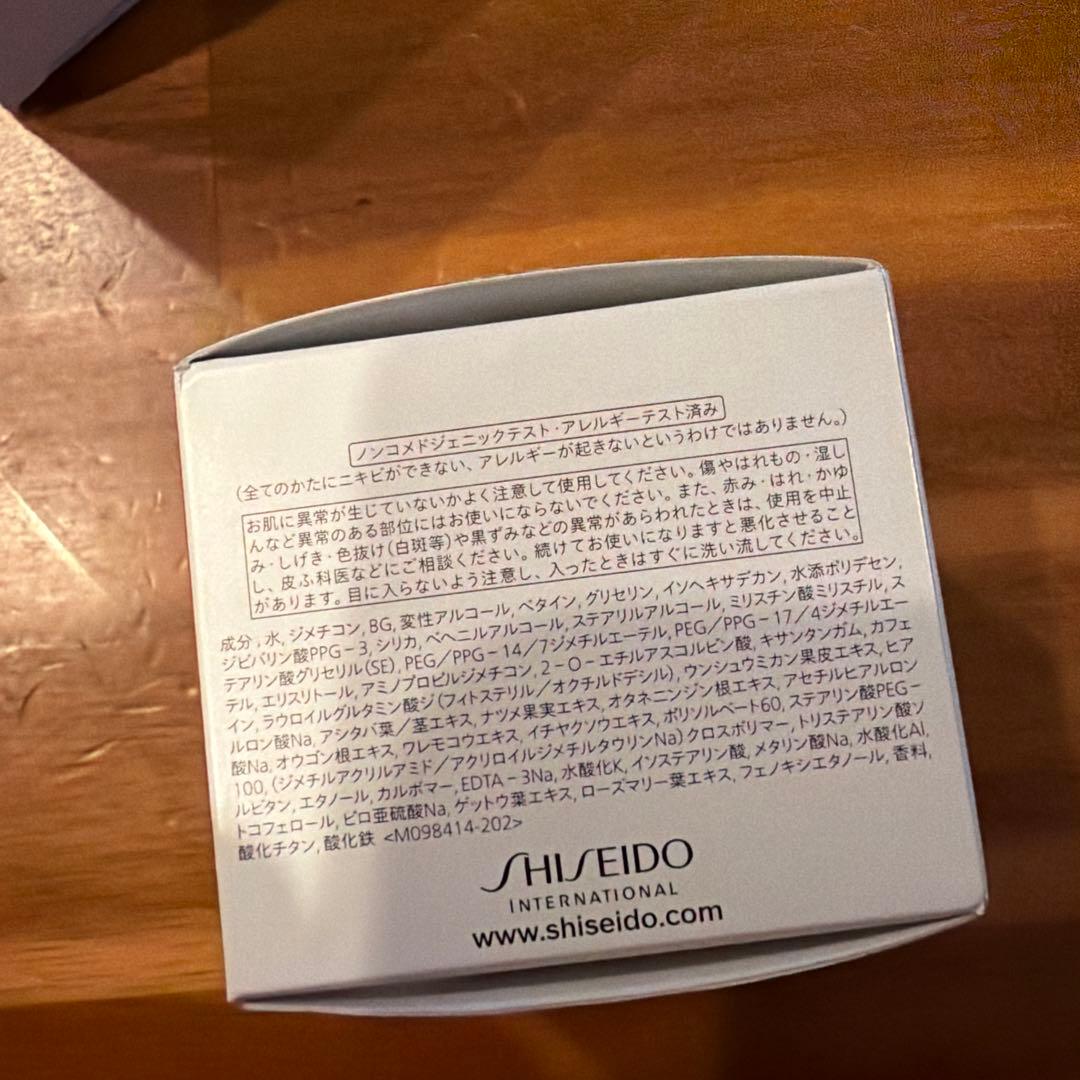 ノンコメドジェニックテスト・アレルギーテスト済み
(全てのかたにニキビができない、アレルギーが起きないというわけではありません。)
お肌に異常が生じていないかよく注意して使用してください。傷やはれもの・湿し
んなど異常のある部位にはお使いにならないでください。また、赤み・はれ・かゆ
み・しげき・色抜け(白斑等)や黒ずみなどの異常があらわれたときは、使用を中止
し、皮ふ科医などにご相談ください。続けてお使いになりますと悪化させること
があります。目に入らないよう注意し、入ったときはすぐに洗い流してください。
成分，水, ジメチコン, BG, 変性アルコール, ベタイン, グリセリン, イソヘキサデカン, 水添ポリデセン,
ジピバリン酸PPG-3, シリカ, ベヘニルアルコール, ステアリルアルコール, ミリスチン酸ミリスチル, ス
テアリン酸グリセリル(SE), PEG/PPG-14/7ジメチルエーテル, PEG/PPG-17/4ジメチルエー
テル, エリスリトール, アミノプロピルジメチコン, 2-O-エチルアスコルビン酸, キサンタンガム, カフェ
イン, ラウロイルグルタミン酸ジ(フィトステリル/オクチルドデシル), ウンシュウミカン果皮エキス, ヒア
ルロン酸Na, アシタバ葉/茎エキス, ナツメ果実エキス, オタネニンジン根エキス, アセチルヒアルロン
酸Na, オウゴン根エキス, ワレモコウエキス, イチヤクソウエキス, ポリソルベート60, ステアリン酸PEG-
100, (ジメチルアクリルアミド/アクリロイルジメチルタウリンNa)クロスポリマー, トリステアリン酸ソ
ルビタン, エタノール, カルボマー, EDTA-3Na, 水酸化K, イソステアリン酸, メタリン酸Na, 水酸化Al,
トコフェロール, ピロ亜硫酸Na, ゲットウ葉エキス, ローズマリー葉エキス, フェノキシエタノール, 香料,
酸化チタン, 酸化鉄 <M098414-202>
SHISEIDO
INTERNATIONAL
www.shiseido.com